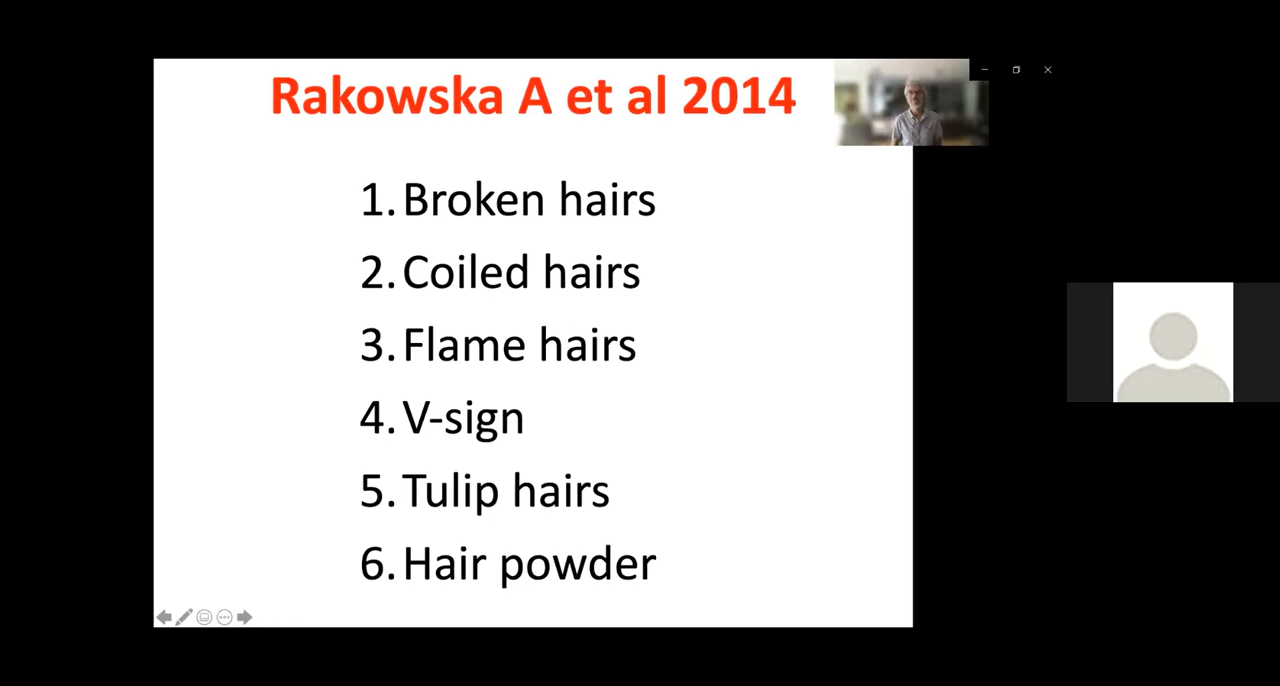 Rakowska A et al 2014
1. Broken hairs
2. Coiled hairs
3. Flame hairs
4. V-sign
5. Tulip hairs
6. Hair powder